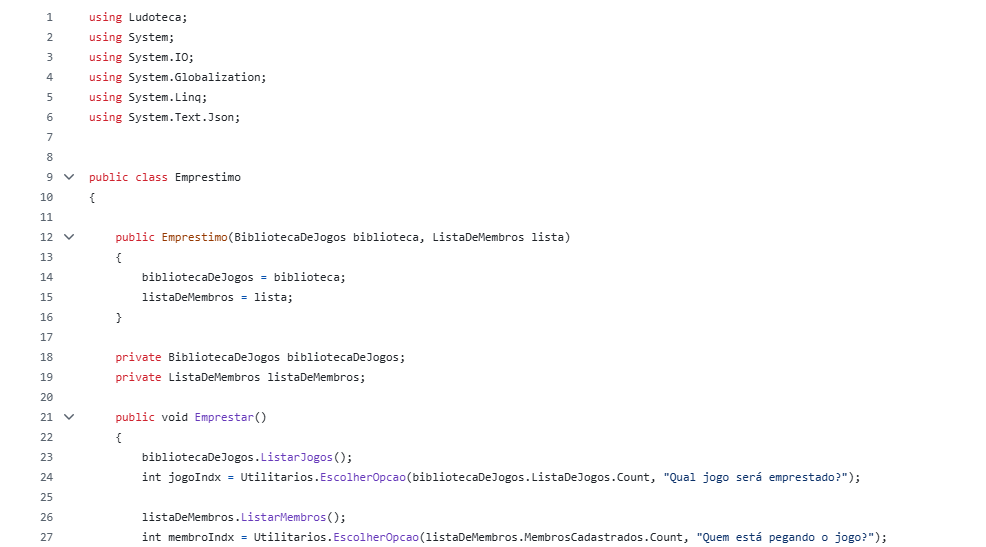 1 using Ludoteca;
2 using System;
3 using System.IO;
4 using System.Globalization;
5 using System.Linq;
6 using System.Text.Json;
7
8
9 public class Emprestimo
10 {
11
12 public Emprestimo(BibliotecaDeJogos biblioteca, ListaDeMembros lista)
13 {
14 bibliotecaDeJogos = biblioteca;
15 listaDeMembros = lista;
16 }
17
18 private BibliotecaDeJogos bibliotecaDeJogos;
19 private ListaDeMembros listaDeMembros;
20
21 public void Emprestar()
22 {
23 bibliotecaDeJogos.ListarJogos();
24 int jogoIndx = Utilitarios.EscolherOpcao(bibliotecaDeJogos.ListaDeJogos.Count, "Qual jogo será emprestado?");
25
26 listaDeMembros.ListarMembros();
27 int membroIndx = Utilitarios.EscolherOpcao(listaDeMembros.MembrosCadastrados.Count, "Quem está pegando o jogo?");